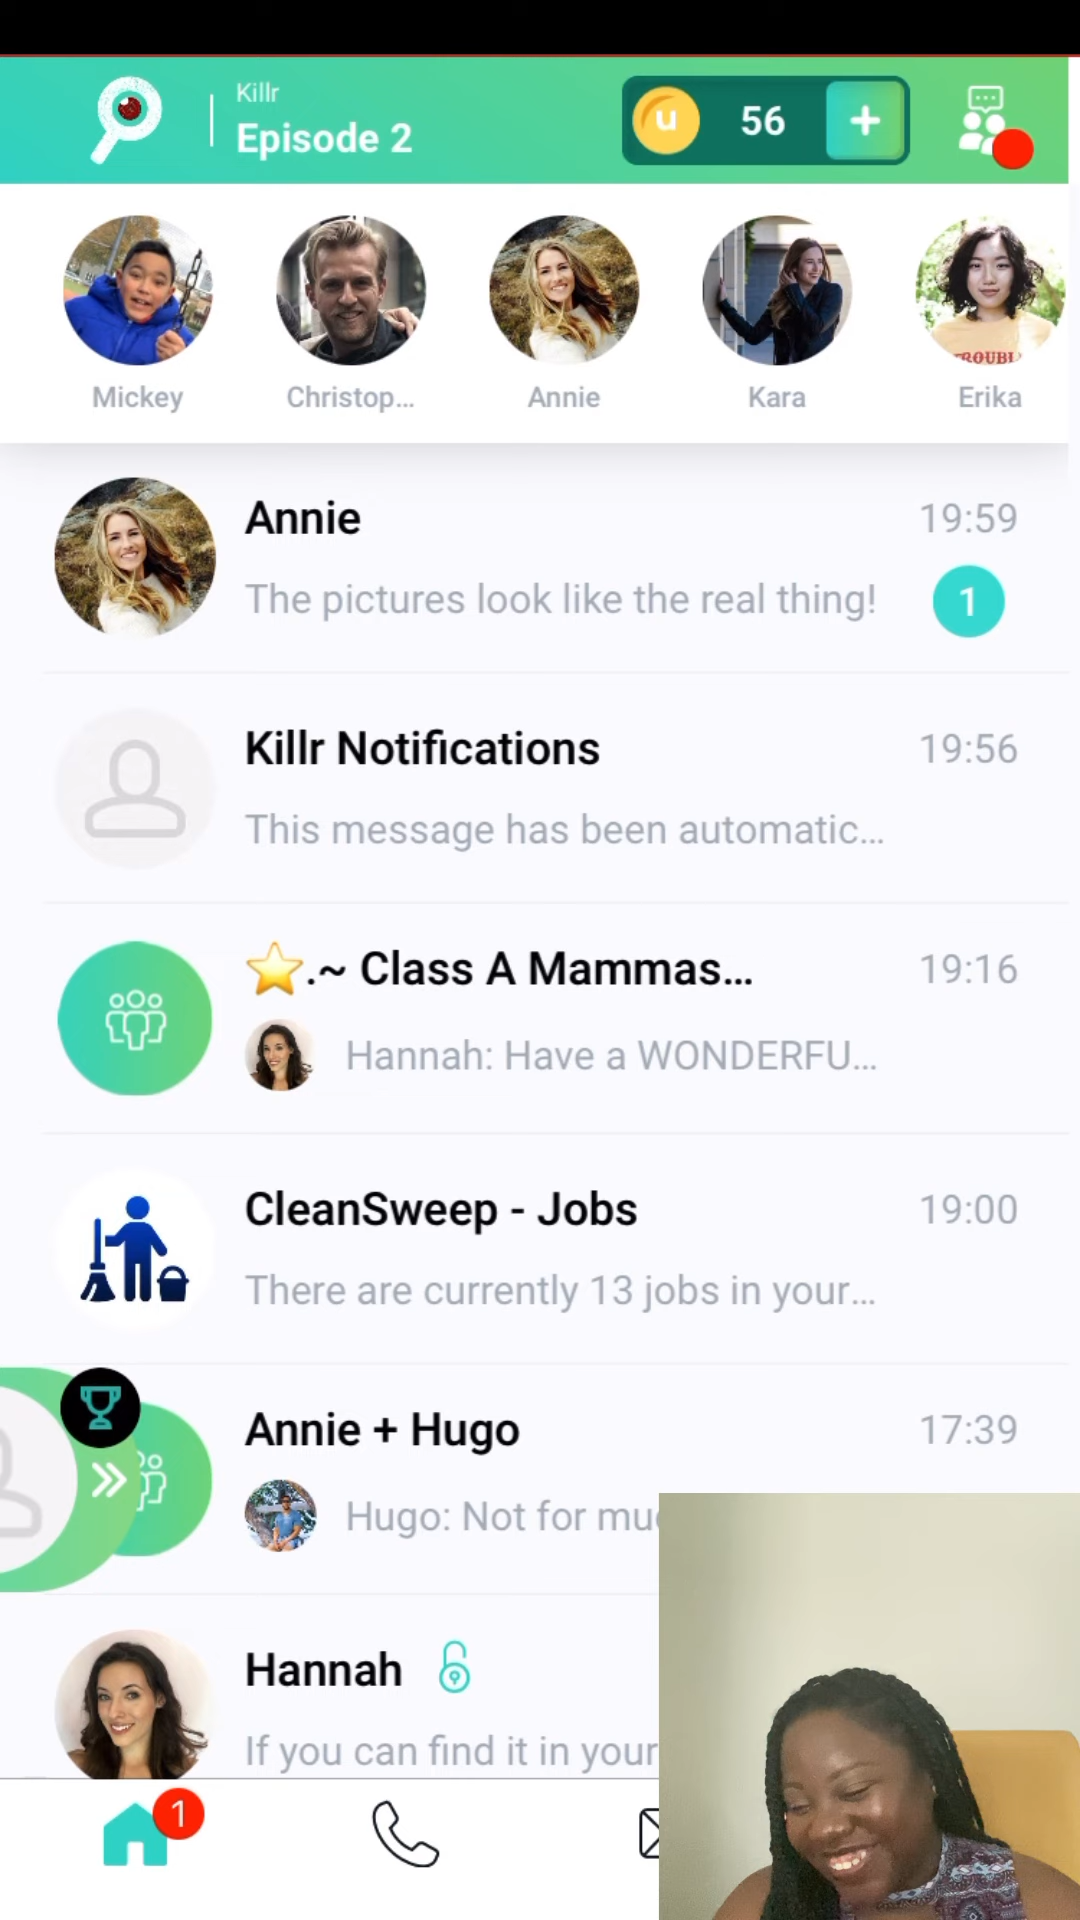 Killr
Episode 2
u 56 +
Mickey
Christop...
Annie
Kara
Erika
TROUBL
Annie
19:59
The pictures look like the real thing!
1
Killr Notifications
19:56
This message has been automatic...
⭐.~ Class A Mammas...
19:16
Hannah: Have a WONDERFU...
CleanSweep - Jobs
19:00
There are currently 13 jobs in your...
Annie + Hugo
17:39
Hugo: Not for mu
Hannah
If you can find it in your
1